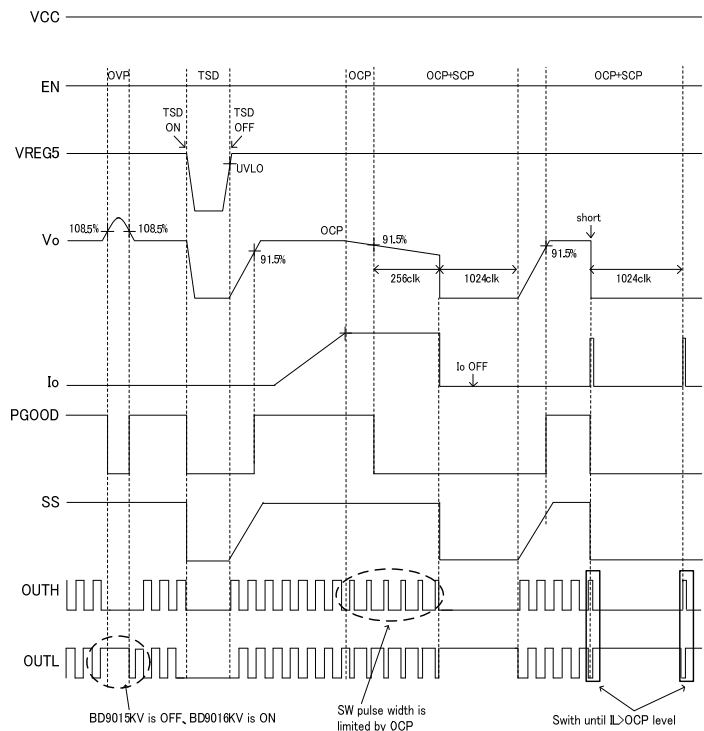 VCC
OVP TSD OCP OCP+SCP OCP+SCP
EN
TSD ON
TSD OFF
VREG5
UVLO
108.5% 108.5%
Vo
91.5%
OCP
91.5%
256clk 1024clk
91.5%
short
1024clk
Io
Io OFF
PGOOD
SS
OUTH
OUTL
BD9015KV is OFF、BD9016KV is ON
SW pulse width is
limited by OCP
Swith until IL>OCP level